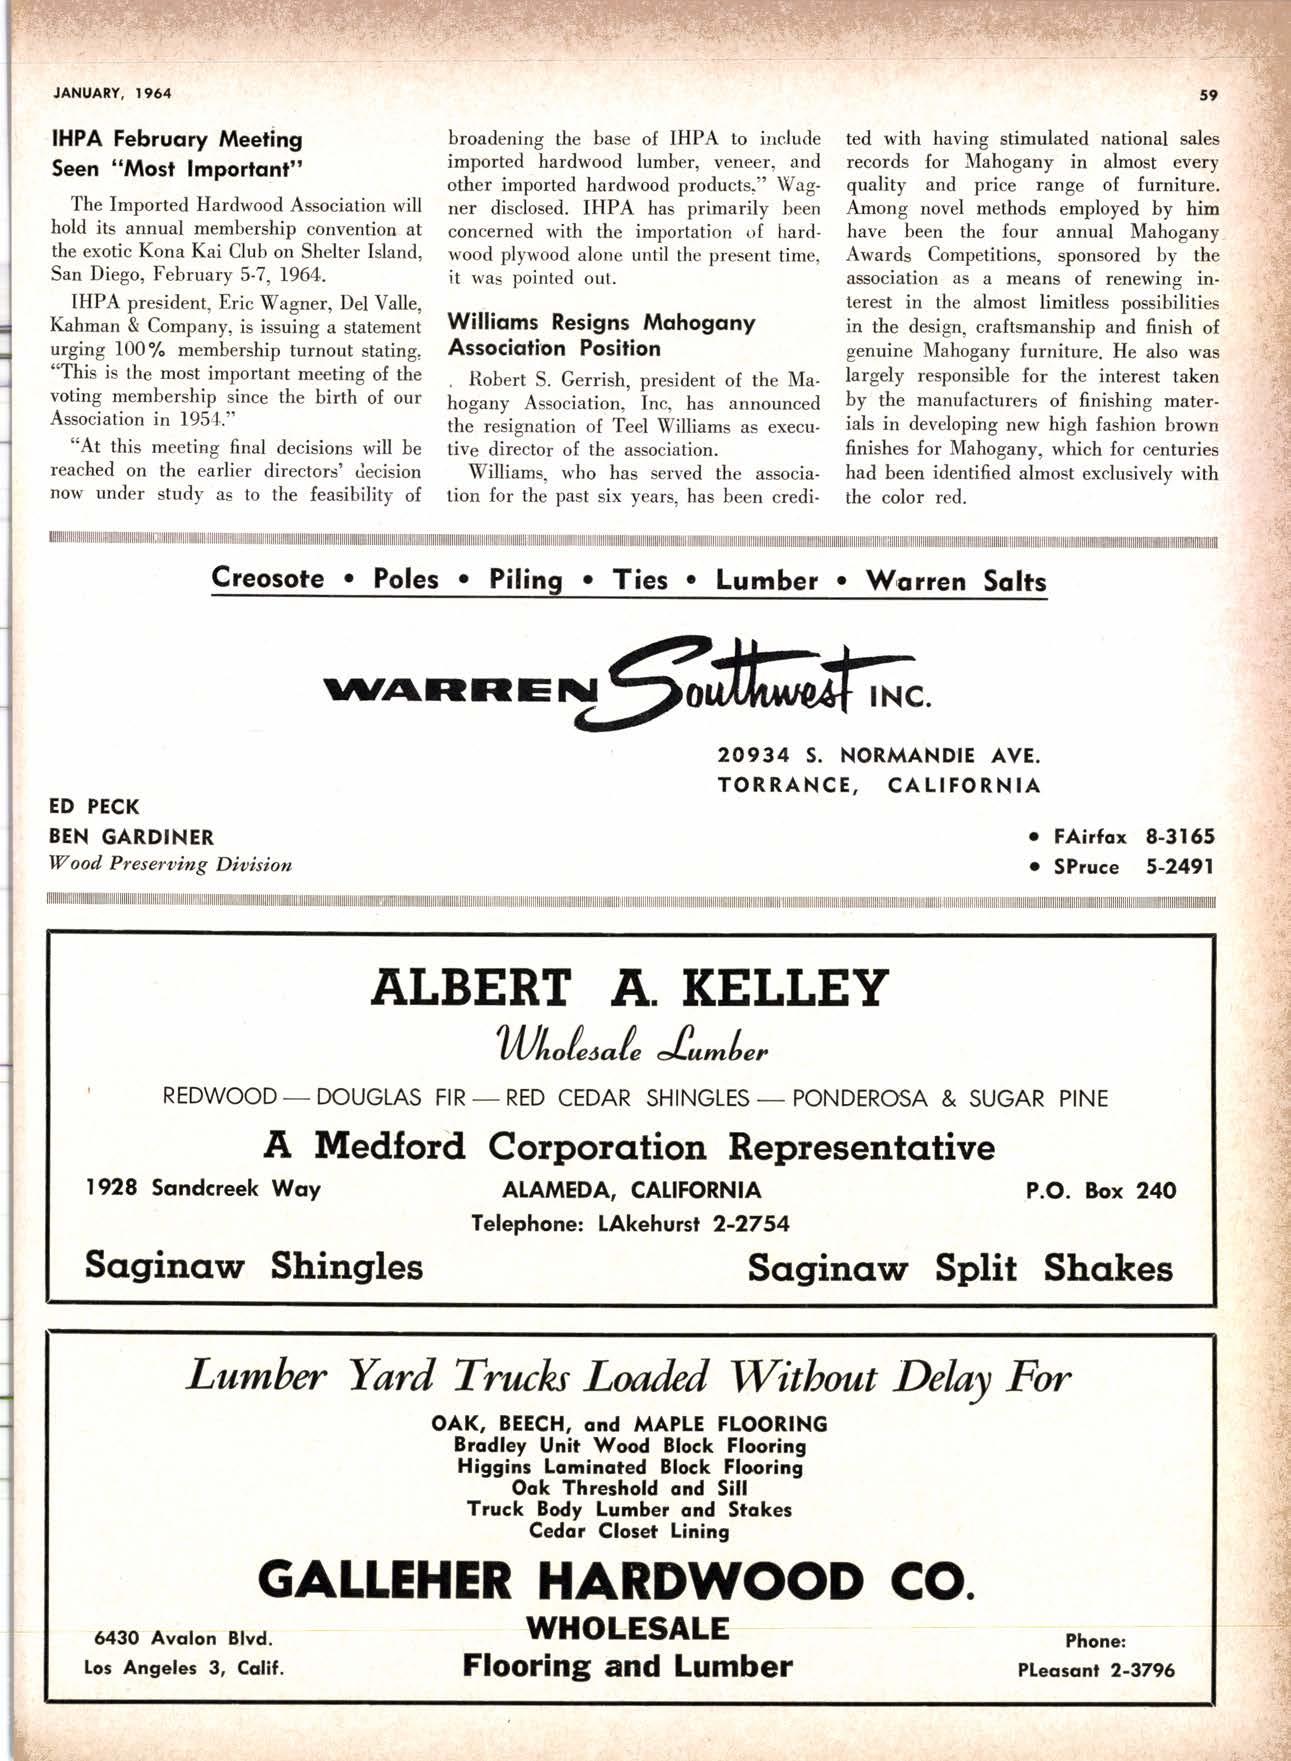 JANUARY, 1964
59
IHPA February Meeting
Seen "Most Important"
The Imported Hardwood Association will
hold its annual membership convention at
the exotic Kona Kai Club on Shelter Island,
San Diego, February 5-7, 1964.
IHPA president, Eric Wagner, Del Valle,
Kahman & Company, is issuing a statement
urging 100% membership turnout stating,
"This is the most important meeting of the
voting membership since the birth of our
Association in 1954."
"At this meeting final decisions will be
reached on the earlier directors' decision
now under study as to the feasibility of
broadening the base of IHPA to include
imported hardwood lumber, veneer, and
other imported hardwood products," Wag-
ner disclosed. IHPA has primarily been
concerned with the importation of hard-
wood plywood alone until the present time,
it was pointed out.
Williams Resigns Mahogany
Association Position
Robert S. Gerrish, president of the Ma-
hogany Association, Inc, has announced
the resignation of Teel Williams as execu-
tive director of the association.
Williams, who has served the associa-
tion for the past six years, has been credi-
ted with having stimulated national sales
records for Mahogany in almost every
quality and price range of furniture.
Among novel methods employed by him
have been the four annual Mahogany
Awards Competitions, sponsored by the
association as a means of renewing in-
terest in the almost limitless possibilities
in the design, craftsmanship and finish of
genuine Mahogany furniture. He also was
largely responsible for the interest taken
by the manufacturers of finishing mater-
ials in developing new high fashion brown
finishes for Mahogany, which for centuries
had been identified almost exclusively with
the color red.
Creosote • Poles • Piling • Ties • Lumber • Warren Salts
WARREN Southwest INC.
20934 S. NORMANDIE AVE.
TORRANCE, CALIFORNIA
ED PECK
BEN GARDINER
Wood Preserving Division
• FAirfax 8-3165
• SPruce 5-2491
ALBERT A. KELLEY
Wholesale Lumber
REDWOOD — DOUGLAS FIR — RED CEDAR SHINGLES — PONDEROSA & SUGAR PINE
A Medford Corporation Representative
1928 Sandcreek Way ALAMEDA, CALIFORNIA P.O. Box 240
Telephone: LAkehurst 2-2754
Saginaw Shingles Saginaw Split Shakes
Lumber Yard Trucks Loaded Without Delay For
OAK, BEECH, and MAPLE FLOORING
Bradley Unit Wood Block Flooring
Higgins Laminated Block Flooring
Oak Threshold and Sill
Truck Body Lumber and Stakes
Cedar Closet Lining
GALLEHER HARDWOOD CO.
WHOLESALE
Flooring and Lumber
6430 Avalon Blvd.
Los Angeles 3, Calif.
Phone:
PLeasant 2-3796